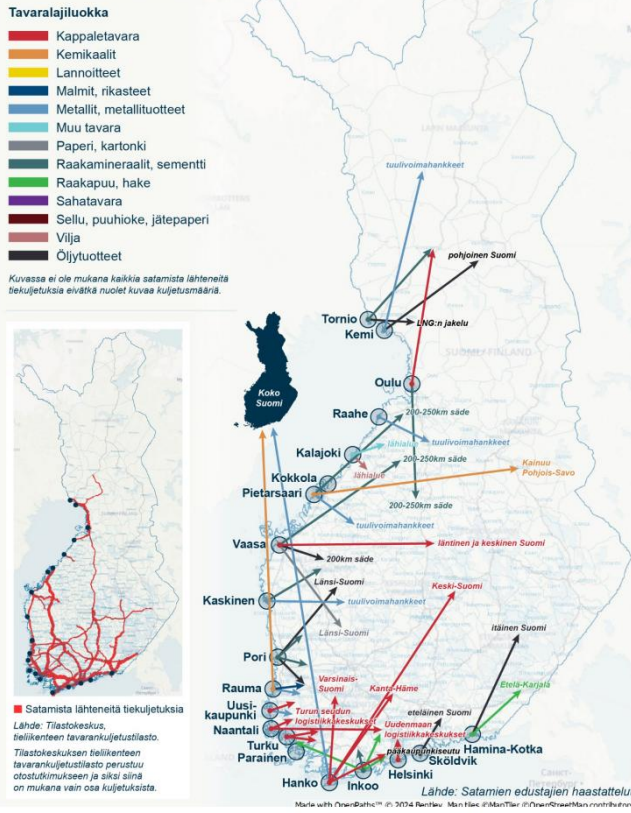 Tavaralajiluokka
Kappaletavara
Kemikaalit
Lannoitteet
Malmit, rikasteet
Metallit, metallituotteet
Muu tavara
Paperi, kartonki
Raakamineraalit, sementti
Raakapuu, hake
Sahatavara
Sellu, puuhioke, jätepaperi
Vilja
Öljytuotteet
Kuvassa ei ole mukana kaikkia satamista lähteneitä
tiekuljetuksia eivätkä nuolet kuvaa kuljetusmääriä.
tuulivoimahankkeet
pohjoinen Suomi
Tornio
LNG:n jakelu
Kemi
SUOMI-FINLAND
Oulu
Koko
Suomi
Raahe
200-250km säde
tuulivoimahankkeet
Kalajoki
lähialue
200-250km säde
lähialue
Kainuu
Pohjois-Savo
Kokkola
Pietarsaari
200-250km säde
tuulivoimahankkeet
Vaasa
läntinen ja keskinen Suomi
200km säde
Länsi-Suomi
Keski-Suomi
Kaskinen
tuulivoimahankkeet
Länsi-Suomi
itäinen Suomi
Pori
Varsinais-
Suomi
Kanta-Häme
Etelä-Karjala
Rauma
Uusi-
kaupunki
Turun seudun
logistiikkakeskukset
eteläinen Suomi
Uudenmaan
logistiikkakeskukset
Naantali
Turku
Parainen
pääkaupunkiseutu
Hamina-Kotka
Sköldvik
Helsinki
Inkoo
Hanko
Satamista lähteneitä tiekuljetuksia
Lähde: Tilastokeskus,
tieliikenteen tavarankuljetustilasto.
Tilastokeskuksen tieliikenteen
tavarankuljetustilasto perustuu
otostutkimukseen ja siksi siinä
on mukana vain osa kuljetuksista.
Санкт-
Lähde: Satamien edustajien haastattelut
Made with OpenPaths™ © 2024 Bentley. Map tiles ©MapTiler ©OpenStreetMap contributors